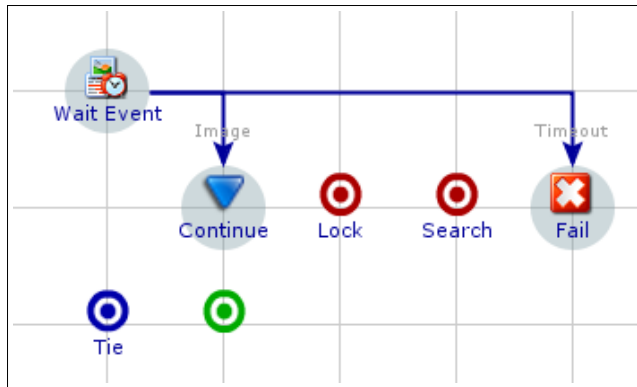 Wait Event
Image
Timeout
Continue
Lock
Search
Fail
Tie